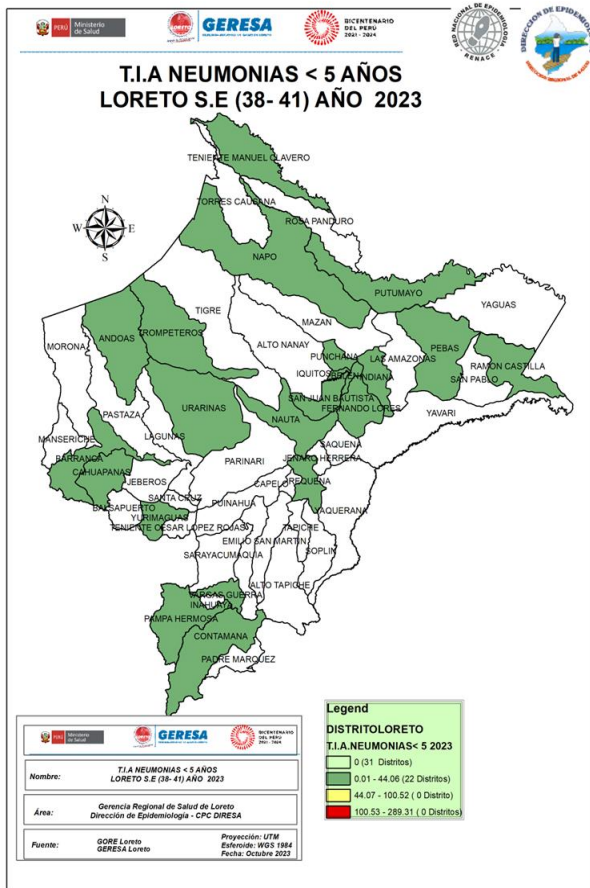 PERÚ Ministerio de Salud
GERESA
BICENTENARIO DEL PERÚ 2021 - 2024
RED NACIONAL DE EPIDEMIOLOGIA
RENACE
T.I.A NEUMONIAS < 5 AÑOS
LORETO S.E (38- 41) AÑO 2023
N
W E
S
TENIENTE MANUEL CLAVERO
TORRES CAUSANA
ROSA PANDURO
NAPO
PUTUMAYO
YAGUAS
TIGRE
MAZAN
ANDOAS
TROMPETEROS
MORONA
ALTO NANAY
PUNCHANA
LAS AMAZONAS
PEBAS
RAMON CASTILLA
IQUITOS
BELEN
INDIANA
SAN PABLO
SAN JUAN BAUTISTA
URARINAS
FERNANDO LORES
YAVARI
PASTAZA
NAUTA
MANSERICHE
LAGUNAS
SAQUENA
BARRANCA
PARINARI
JENARO HERRERA
CAHUAPANAS
JEBEROS
CAPELO
REQUENA
SANTA CRUZ
PUINAHUA
YAQUERANA
BALSAPUERTO
YURIMAGUAS
TENIENTE CESAR LOPEZ ROJAS
TAPICHE
EMILIO SAN MARTIN
SOPLIN
SARAYACU
MAQUIA
ALTO TAPICHE
VARGAS GUERRA
INAHUAYA
PAMPA HERMOSA
CONTAMANA
PADRE MARQUEZ
Legend
DISTRITOLORETO
T.I.A.NEUMONIAS< 5 2023
0 (31 Distritos)
0.01 - 44.06 (22 Distritos)
44.07 - 100.52 ( 0 Distritos)
100.53 - 289.31 ( 0 Distritos)
PERÚ Ministerio de Salud
GERESA
BICENTENARIO DEL PERÚ 2021 - 2024
Nombre: T.I.A NEUMONIAS < 5 AÑOS
LORETO S.E (38- 41) AÑO 2023
Área: Gerencia Regional de Salud de Loreto
Dirección de Epidemiología - CPC DIRESA
Fuente: GORE Loreto
GERESA Loreto
Proyección: UTM
Esferoide: WGS 1984
Fecha: Octubre 2023